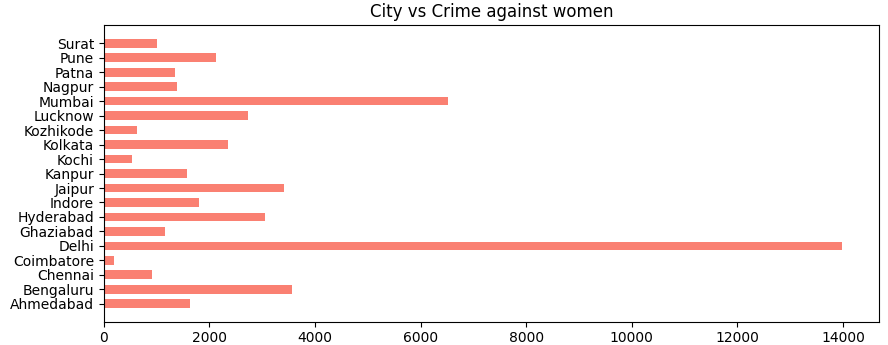 City vs Crime against women
Surat
Pune
Patna
Nagpur
Mumbai
Lucknow
Kozhikode
Kolkata
Kochi
Kanpur
Jaipur
Indore
Hyderabad
Ghaziabad
Delhi
Coimbatore
Chennai
Bengaluru
Ahmedabad
0 2000 4000 6000 8000 10000 12000 14000